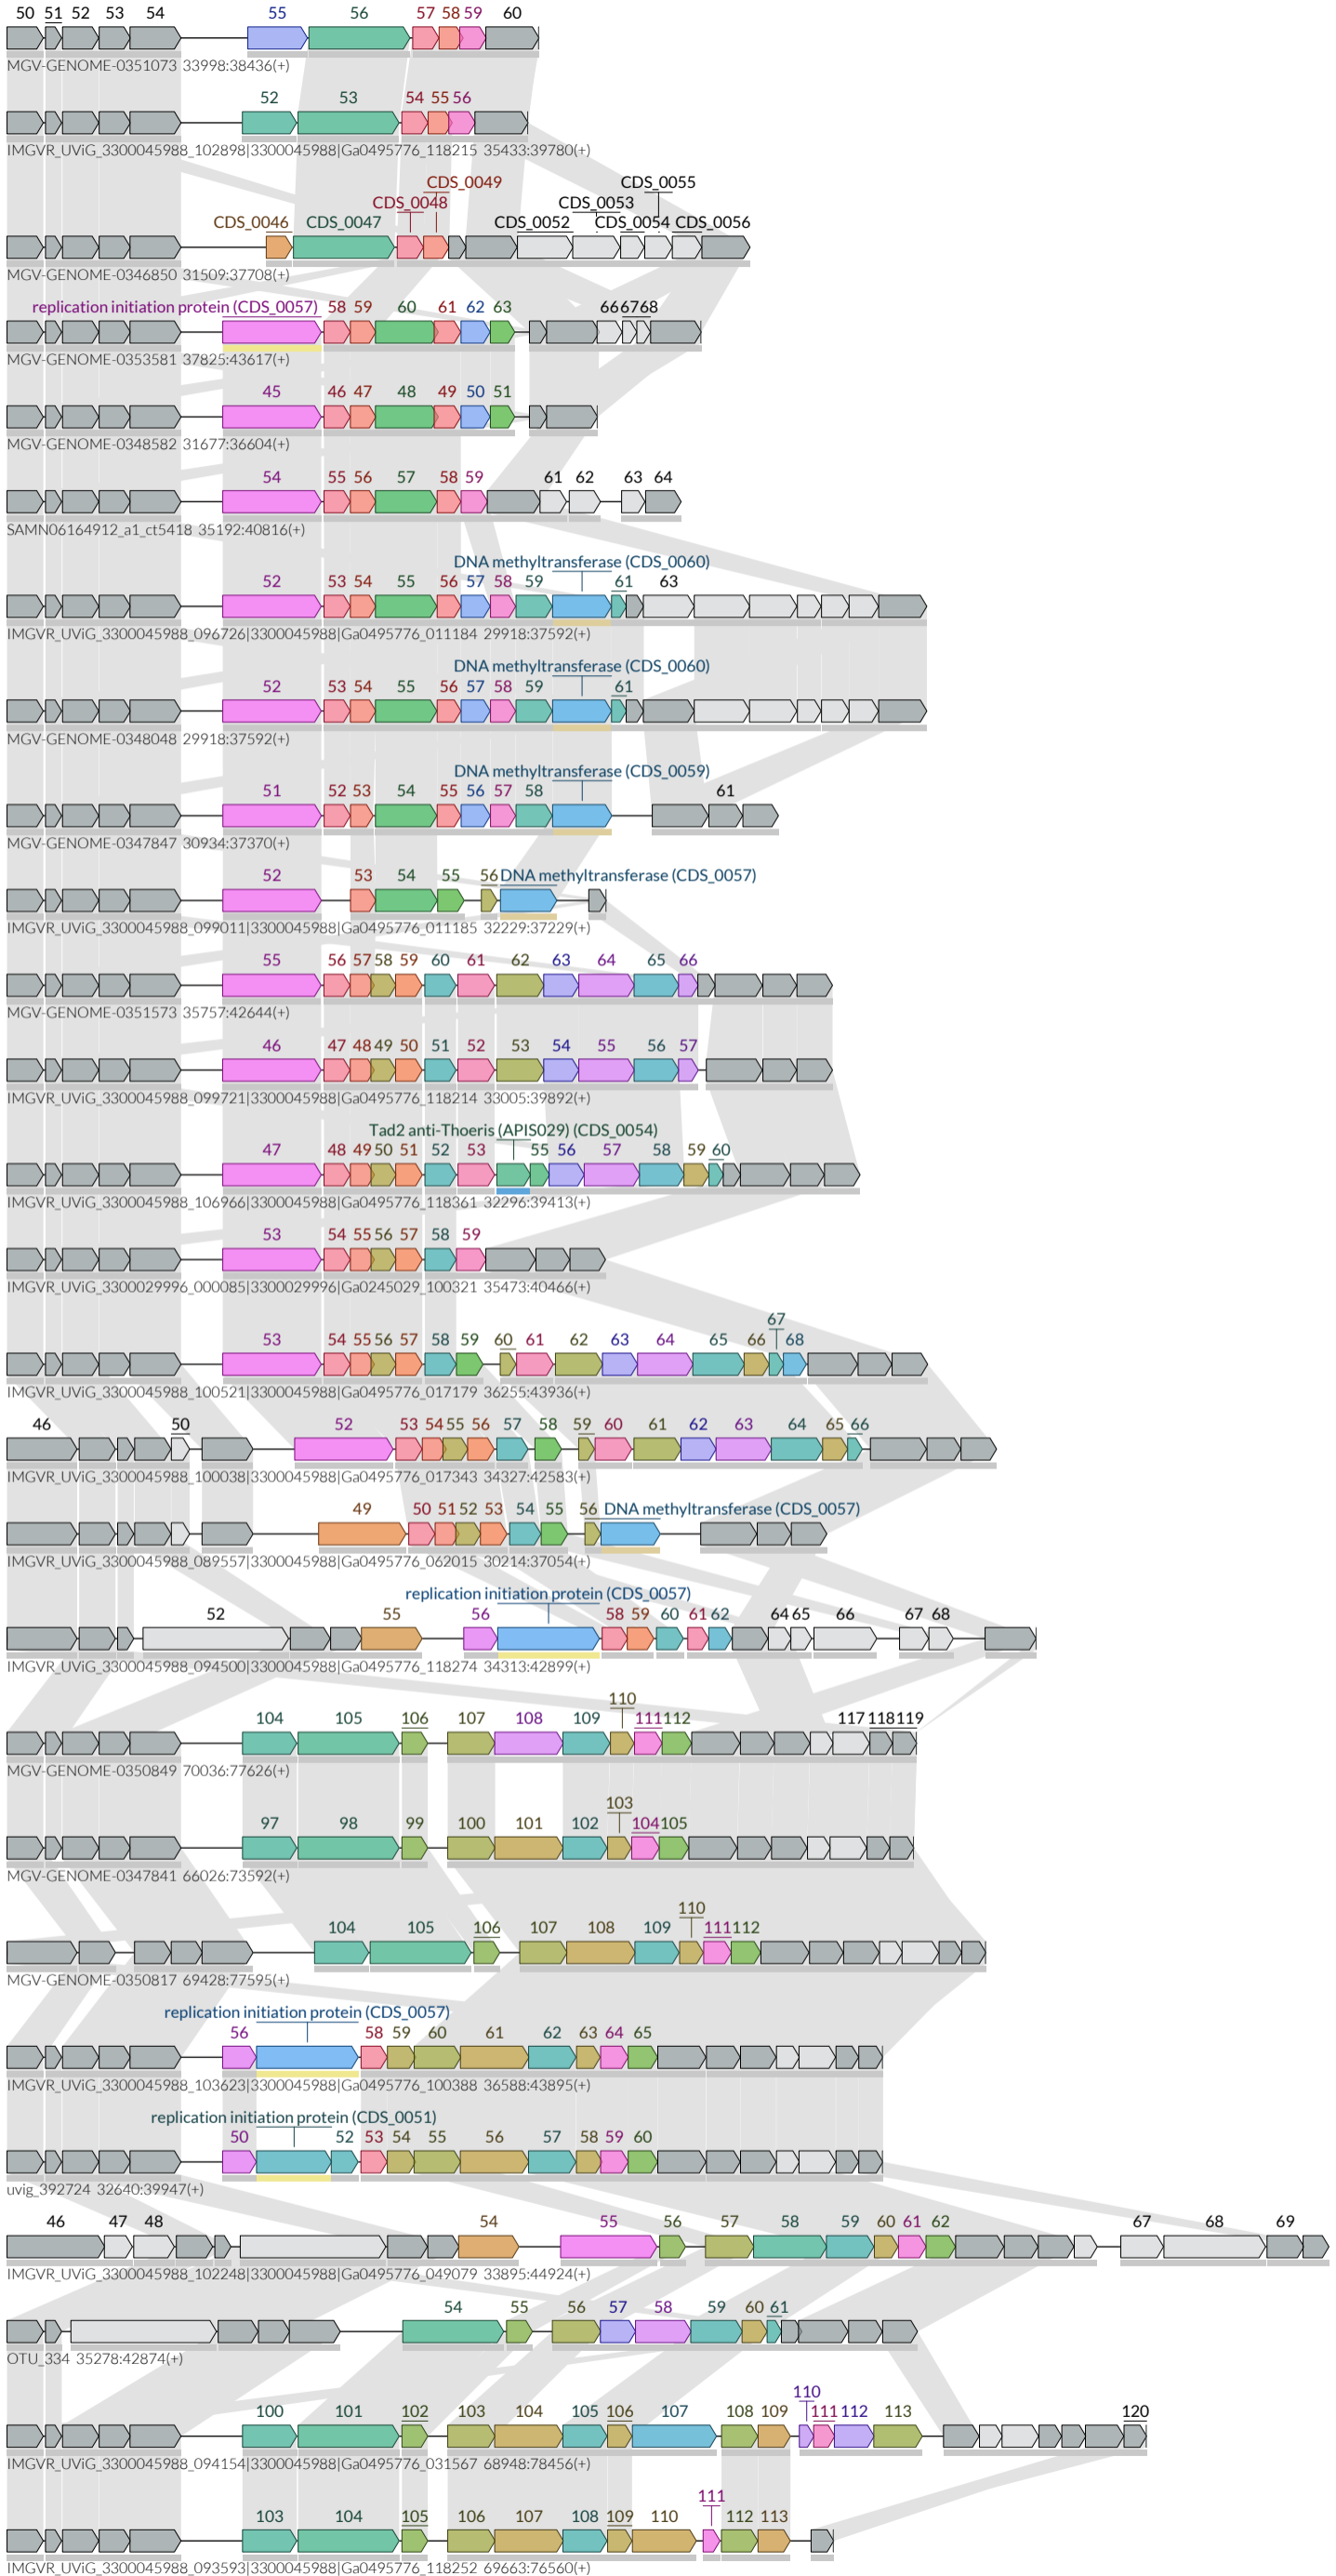 50 51 52 53 54 55 56 57 58 59 60
MGV-GENOME-0351073 33998:38436(+)
52 53 54 55 56
IMGVR_UViG_3300045988_102898|3300045988|Ga0495776_118215 35433:39780(+)
CDS_0049 CDS_0055
CDS_0048 CDS_0053
CDS_0046 CDS_0047 CDS_0052 CDS_0054 CDS_0056
MGV-GENOME-0346850 31509:37708(+)
replication initiation protein (CDS_0057) 58 59 60 61 62 63 66 67 68
MGV-GENOME-0353581 37825:43617(+)
45 46 47 48 49 50 51
MGV-GENOME-0348582 31677:36604(+)
54 55 56 57 58 59 61 62 63 64
SAMN06164912_a1_ct5418 35192:40816(+)
DNA methyltransferase (CDS_0060)
52 53 54 55 56 57 58 59 61 63
IMGVR_UViG_3300045988_096726|3300045988|Ga0495776_011184 29918:37592(+)
DNA methyltransferase (CDS_0060)
52 53 54 55 56 57 58 59 61
MGV-GENOME-0348048 29918:37592(+)
DNA methyltransferase (CDS_0059)
51 52 53 54 55 56 57 58 61
MGV-GENOME-0347847 30934:37370(+)
52 53 54 55 56 DNA methyltransferase (CDS_0057)
IMGVR_UViG_3300045988_099011|3300045988|Ga0495776_011185 32229:37229(+)
55 56 57 58 59 60 61 62 63 64 65 66
MGV-GENOME-0351573 35757:42644(+)
46 47 48 49 50 51 52 53 54 55 56 57
IMGVR_UViG_3300045988_099721|3300045988|Ga0495776_118214 33005:39892(+)
Tad2 anti-Thoeris (APIS029) (CDS_0054)
47 48 49 50 51 52 53 55 56 57 58 59 60
IMGVR_UViG_3300045988_106966|3300045988|Ga0495776_118361 32296:39413(+)
53 54 55 56 57 58 59
IMGVR_UViG_3300029996_000085|3300029996|Ga0245029_100321 35473:40466(+)
67
53 54 55 56 57 58 59 60 61 62 63 64 65 66 68
IMGVR_UViG_3300045988_100521|3300045988|Ga0495776_017179 36255:43936(+)
46 50 52 53 54 55 56 57 58 59 60 61 62 63 64 65 66
IMGVR_UViG_3300045988_100038|3300045988|Ga0495776_017343 34327:42583(+)
49 50 51 52 53 54 55 56 DNA methyltransferase (CDS_0057)
IMGVR_UViG_3300045988_089557|3300045988|Ga0495776_062015 30214:37054(+)
replication initiation protein (CDS_0057)
52 55 56 58 59 60 61 62 64 65 66 67 68
IMGVR_UViG_3300045988_094500|3300045988|Ga0495776_118274 34313:42899(+)
110
104 105 106 107 108 109 111 112 117 118 119
MGV-GENOME-0350849 70036:77626(+)
103
97 98 99 100 101 102 104 105
MGV-GENOME-0347841 66026:73592(+)
110
104 105 106 107 108 109 111 112
MGV-GENOME-0350817 69428:77595(+)
replication initiation protein (CDS_0057)
56 58 59 60 61 62 63 64 65
IMGVR_UViG_3300045988_103623|3300045988|Ga0495776_100388 36588:43895(+)
replication initiation protein (CDS_0051)
50 52 53 54 55 56 57 58 59 60
uvig_392724 32640:39947(+)
46 47 48 54 55 56 57 58 59 60 61 62 67 68 69
IMGVR_UViG_3300045988_102248|3300045988|Ga0495776_049079 33895:44924(+)
54 55 56 57 58 59 60 61
OTU_334 35278:42874(+)
110
100 101 102 103 104 105 106 107 108 109 111 112 113 120
IMGVR_UViG_3300045988_094154|3300045988|Ga0495776_031567 68948:78456(+)
111
103 104 105 106 107 108 109 110 112 113
IMGVR_UViG_3300045988_093593|3300045988|Ga0495776_118252 69663:76560(+)